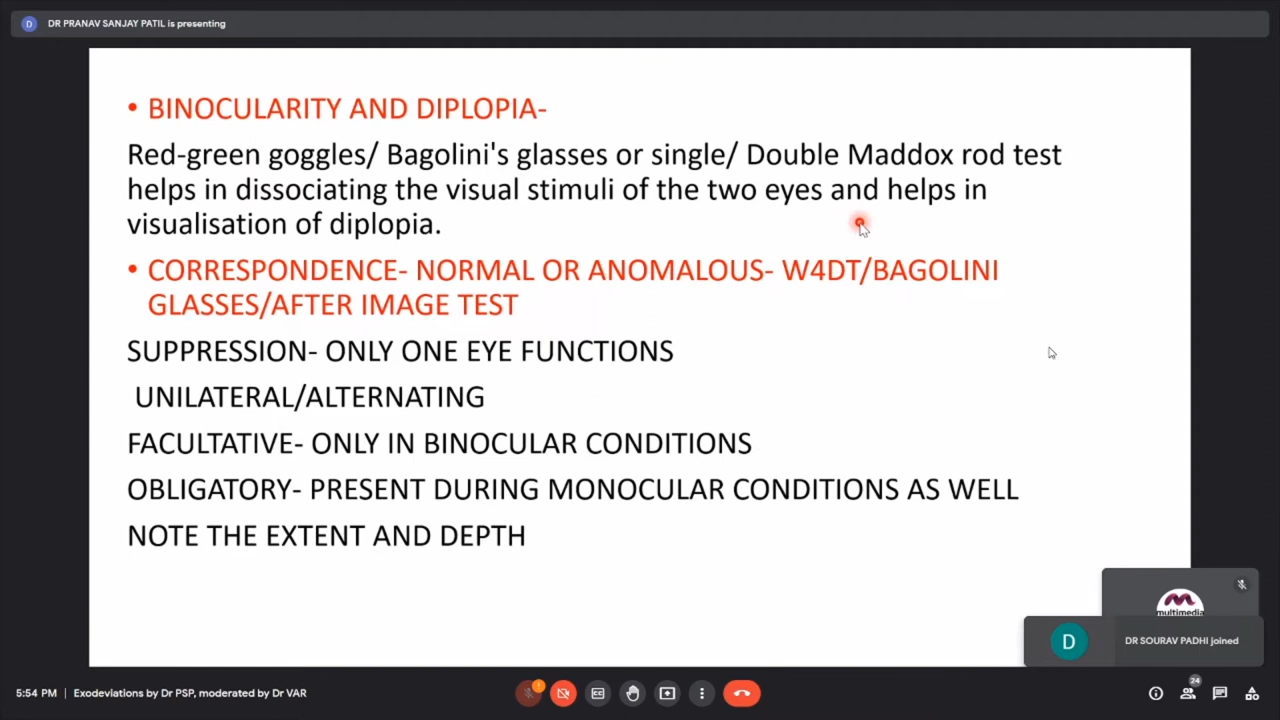 D DR PRANAV SANJAY PATIL is presenting
• BINOCULARITY AND DIPLOPIA-
Red-green goggles/ Bagolini's glasses or single/ Double Maddox rod test
helps in dissociating the visual stimuli of the two eyes and helps in
visualisation of diplopia.
• CORRESPONDENCE- NORMAL OR ANOMALOUS- W4DT/BAGOLINI
GLASSES/AFTER IMAGE TEST
SUPPRESSION- ONLY ONE EYE FUNCTIONS
UNILATERAL/ALTERNATING
FACULTATIVE- ONLY IN BINOCULAR CONDITIONS
OBLIGATORY- PRESENT DURING MONOCULAR CONDITIONS AS WELL
NOTE THE EXTENT AND DEPTH
multimedia
D DR SOURAV PADHI joined
5:54 PM | Exodeviations by Dr PSP, moderated by Dr VAR
! CC 24